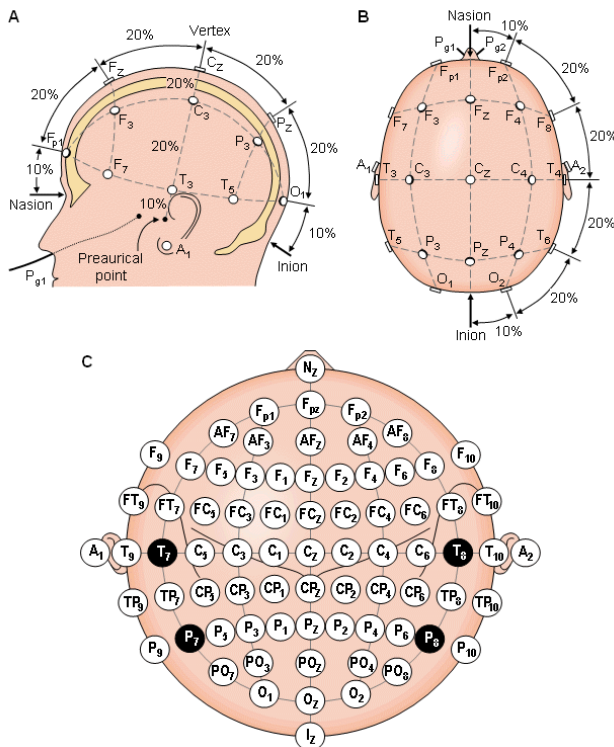 A
Vertex
20%
20%
Fz
Cz
20%
20%
F3
C3
Pz
20%
P3
20%
Fp1
10%
F7
T3
T5
O1
Nasion
10%
10%
Preaurical
point
A1
Inion
Pg1
B
Nasion
10%
Pg1
Pg2
Fp1
Fp2
20%
F7
F3
Fz
F4
F8
20%
A1
T3
C3
Cz
C4
T4
A2
20%
T5
P3
Pz
P4
T6
O1
O2
20%
Inion
10%
C
Nz
Fp1
Fpz
Fp2
AF7
AF3
AFz
AF4
AF8
F9
F7
F5
F3
F1
Fz
F2
F4
F6
F8
F10
FT9
FT7
FC5
FC3
FC1
FCz
FC2
FC4
FC6
FT8
FT10
A1
T9
T7
C5
C3
C1
Cz
C2
C4
C6
T8
T10
A2
TP9
TP7
CP5
CP3
CP1
CPz
CP2
CP4
CP6
TP8
TP10
P9
P7
P5
P3
P1
Pz
P2
P4
P6
P8
P10
PO7
PO3
POz
PO4
PO8
O1
Oz
O2
Iz